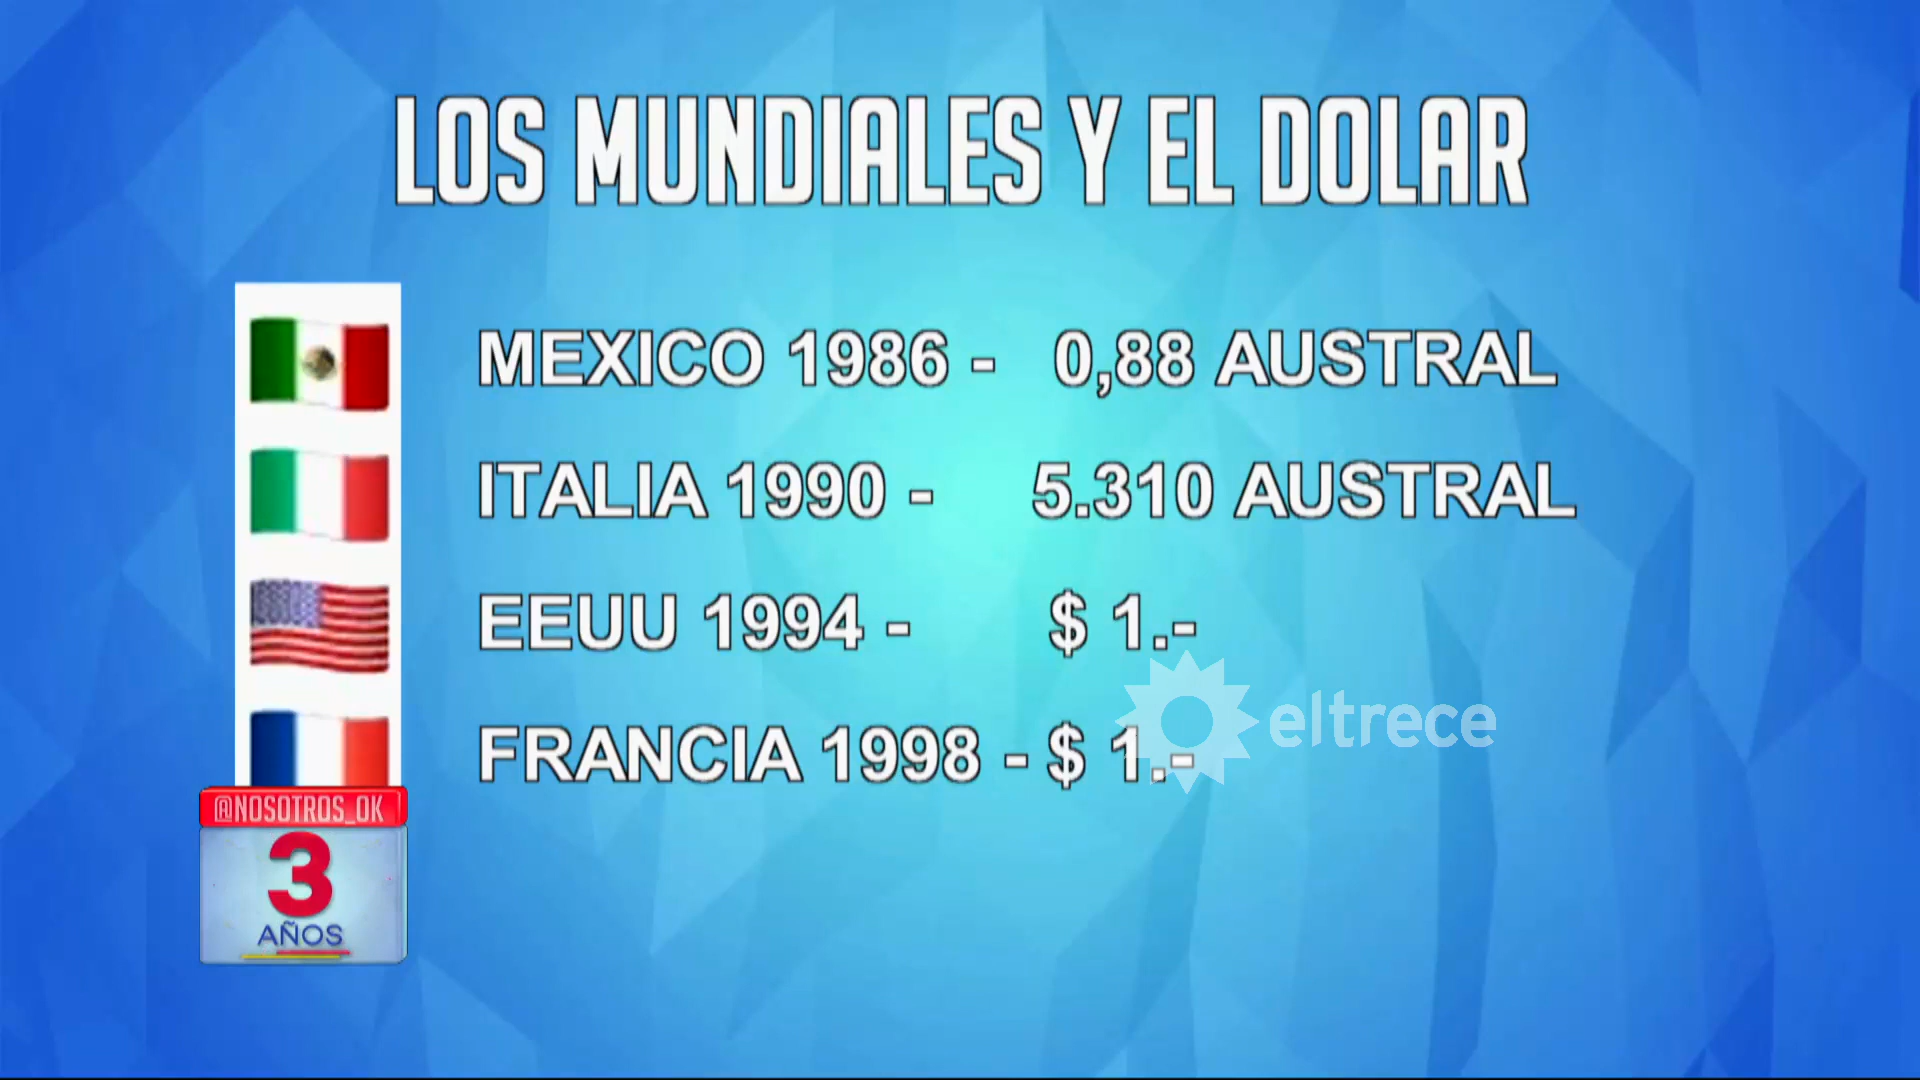 LOS MUNDIALES Y EL DOLAR
MEXICO 1986 - 0,88 AUSTRAL
ITALIA 1990 - 5.310 AUSTRAL
EEUU 1994 - $ 1.-
FRANCIA 1998 - $ 1.-
eltrece
@NOSOTROS_OK
3
AÑOS